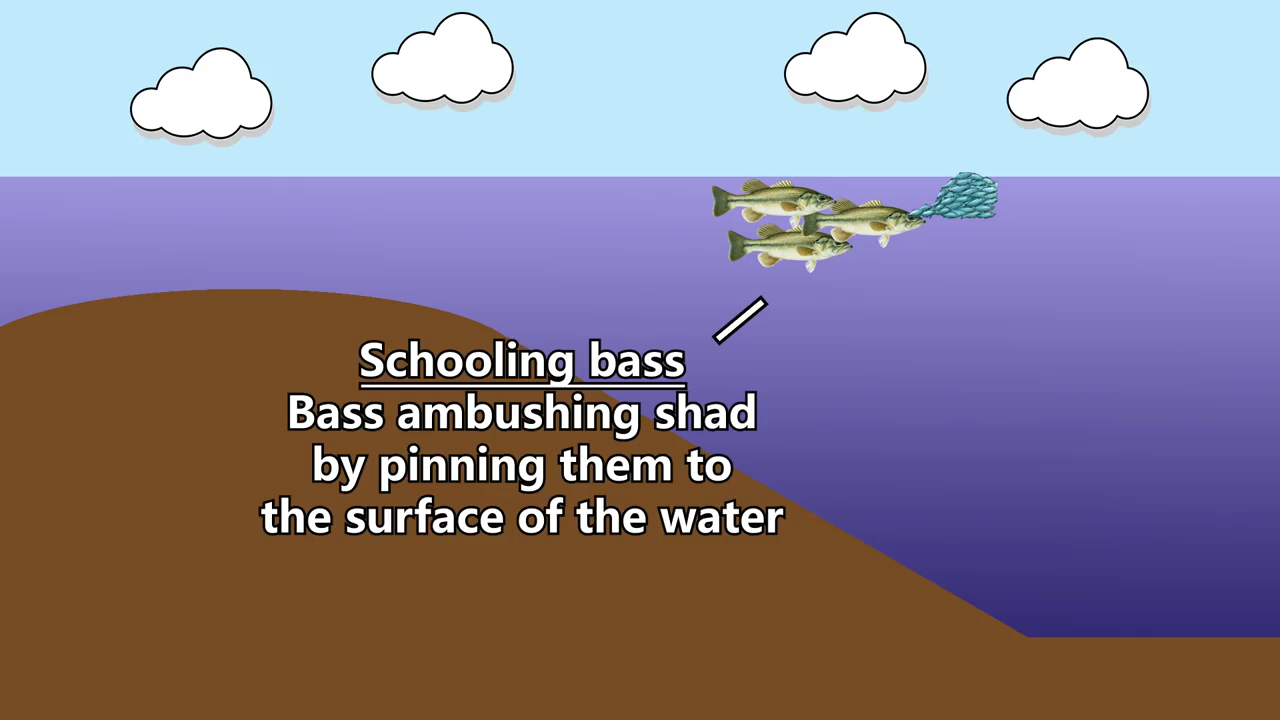 Schooling bass
Bass ambushing shad
by pinning them to
the surface of the water